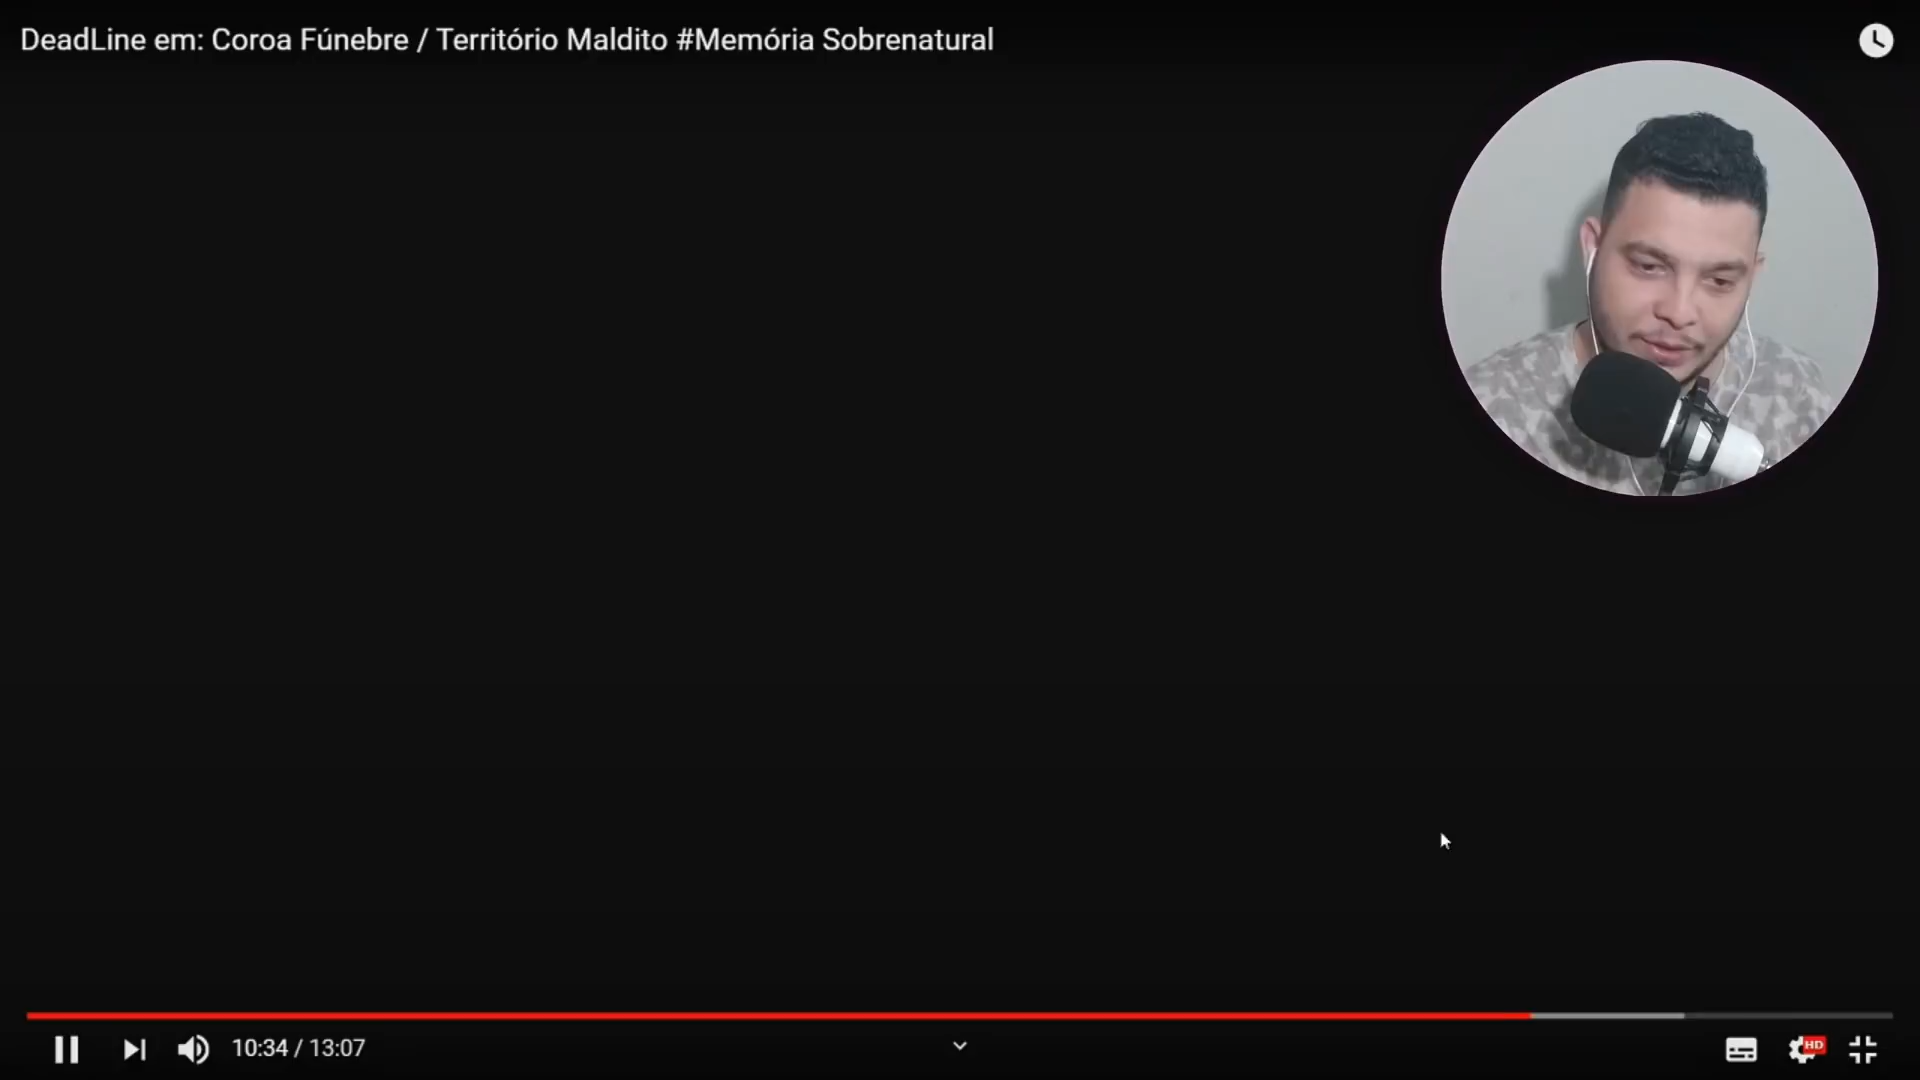 DeadLine em: Coroa Fúnebre / Território Maldito #Memória Sobrenatural
10:34 / 13:07
HD